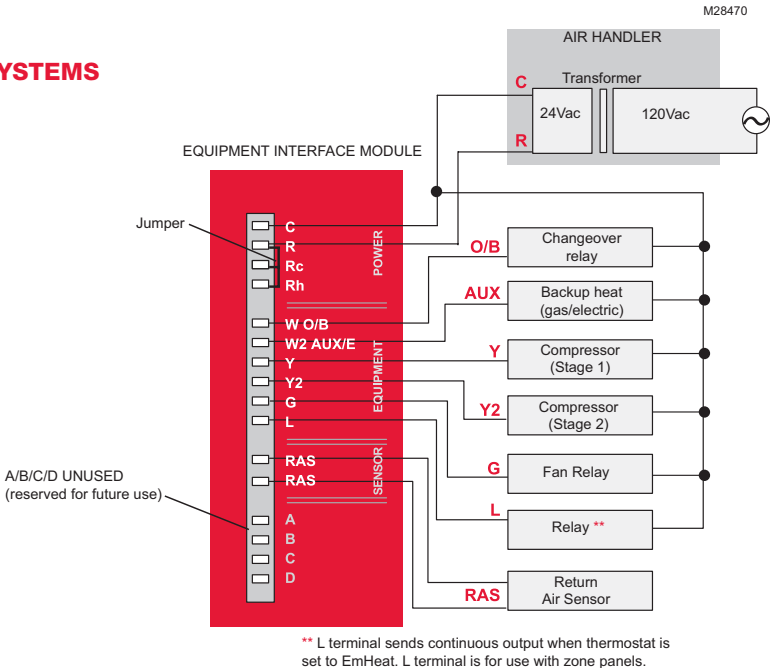 M28470
YSTEMS
AIR HANDLER
Transformer
C
24Vac
120Vac
R
EQUIPMENT INTERFACE MODULE
Jumper
C
R
Rc
Rh
POWER
W O/B
W2 AUX/E
Y
Y2
G
L
EQUIPMENT
RAS
RAS
SENSOR
A
B
C
D
A/B/C/D UNUSED
(reserved for future use)
O/B
Changeover
relay
AUX
Backup heat
(gas/electric)
Y
Compressor
(Stage 1)
Y2
Compressor
(Stage 2)
G
Fan Relay
L
Relay **
RAS
Return
Air Sensor
** L terminal sends continuous output when thermostat is
set to EmHeat. L terminal is for use with zone panels.